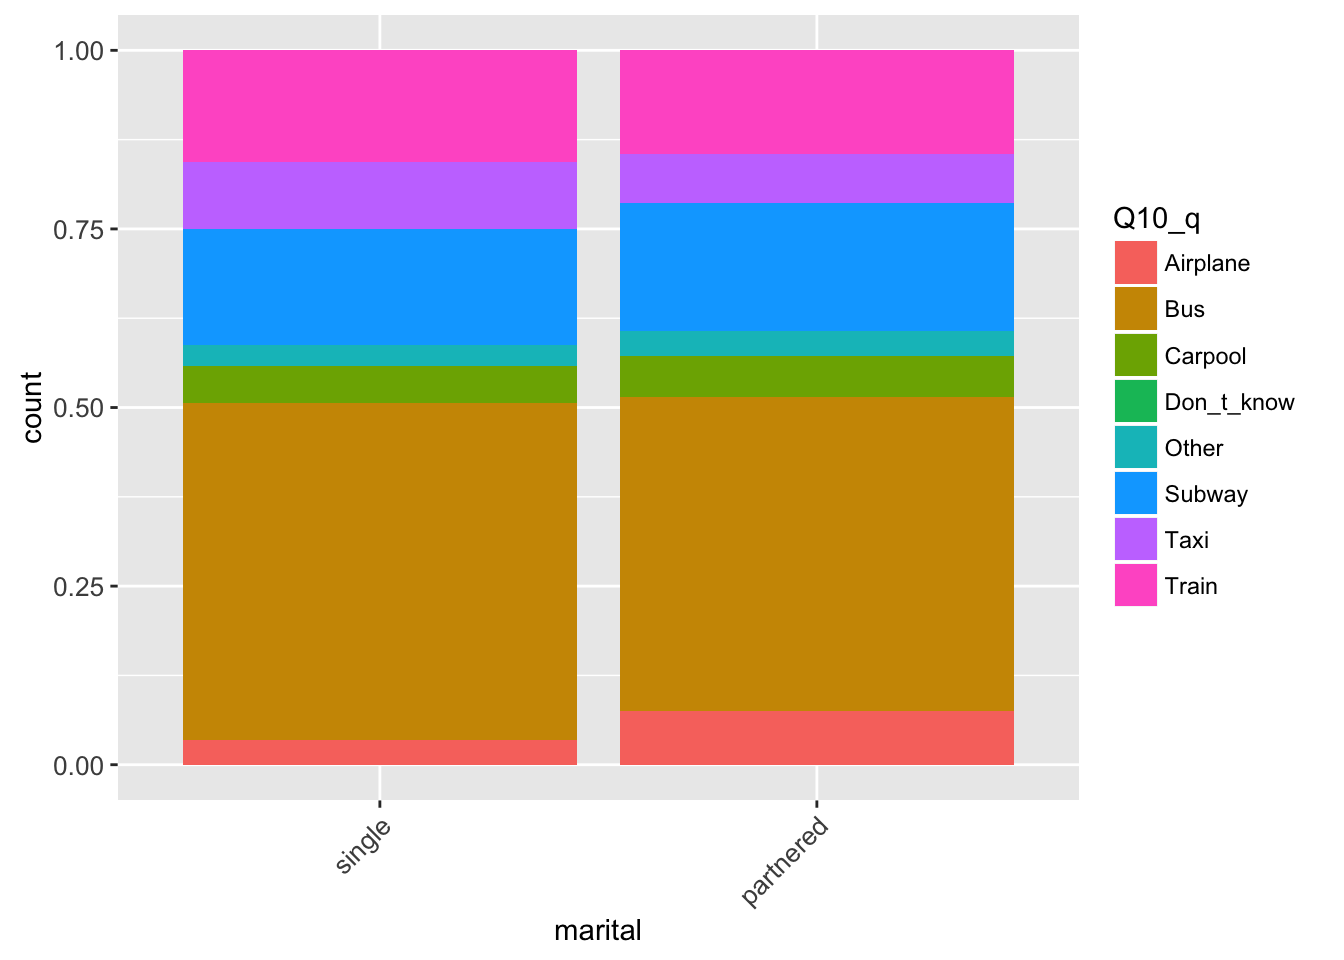 1.00
0.75
0.50
0.25
0.00
count
single
partnered
marital
Q10_q
Airplane
Bus
Carpool
Don_t_know
Other
Subway
Taxi
Train